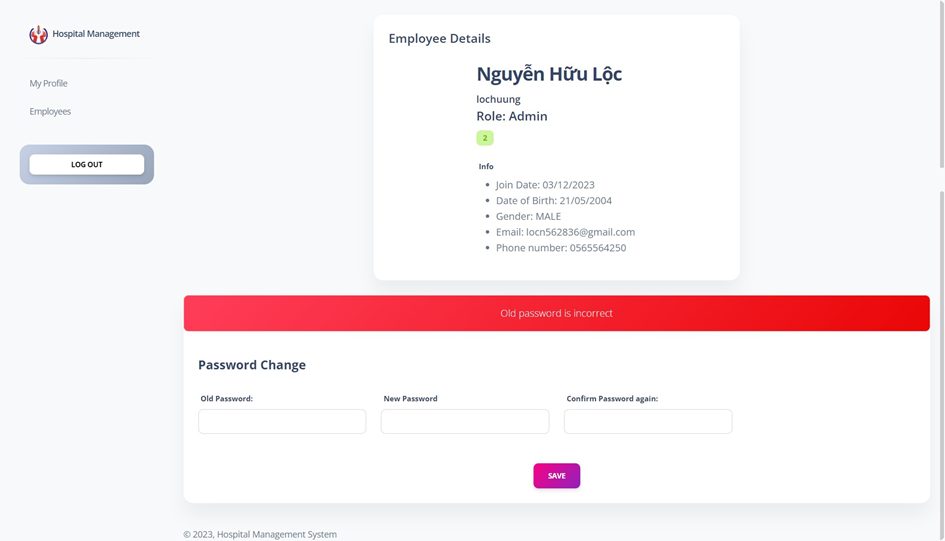 Hospital Management
My Profile
Employees
LOG OUT
Employee Details
Nguyễn Hữu Lộc
lochuung
Role: Admin
2
Info
Join Date: 03/12/2023
Date of Birth: 21/05/2004
Gender: MALE
Email: locn562836@gmail.com
Phone number: 0565564250
Old password is incorrect
Password Change
Old Password:
New Password
Confirm Password again:
SAVE
© 2023, Hospital Management System